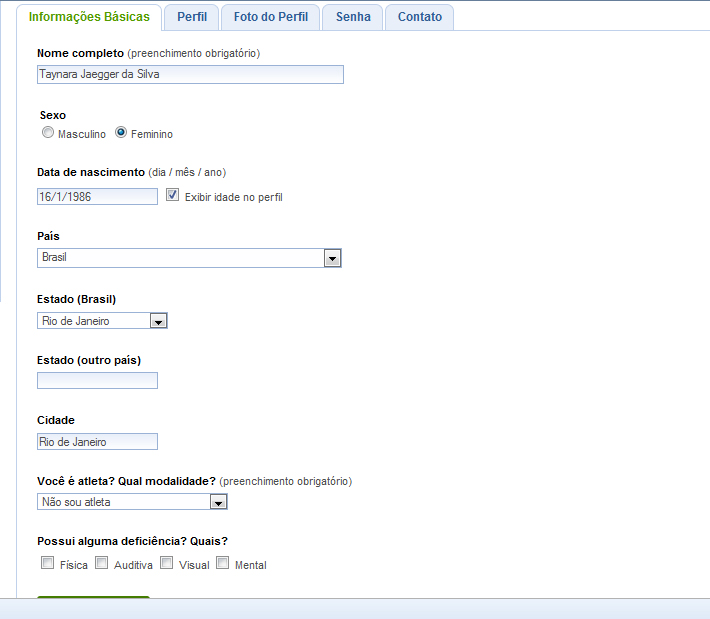 Informações Básicas Perfil Foto do Perfil Senha Contato
Nome completo (preenchimento obrigatório)
Taynara Jaegger da Silva
Sexo
Masculino Feminino
Data de nascimento (dia / mês / ano)
16/1/1986 Exibir idade no perfil
País
Brasil
Estado (Brasil)
Rio de Janeiro
Estado (outro país)
Cidade
Rio de Janeiro
Você é atleta? Qual modalidade? (preenchimento obrigatório)
Não sou atleta
Possui alguma deficiência? Quais?
Física Auditiva Visual Mental